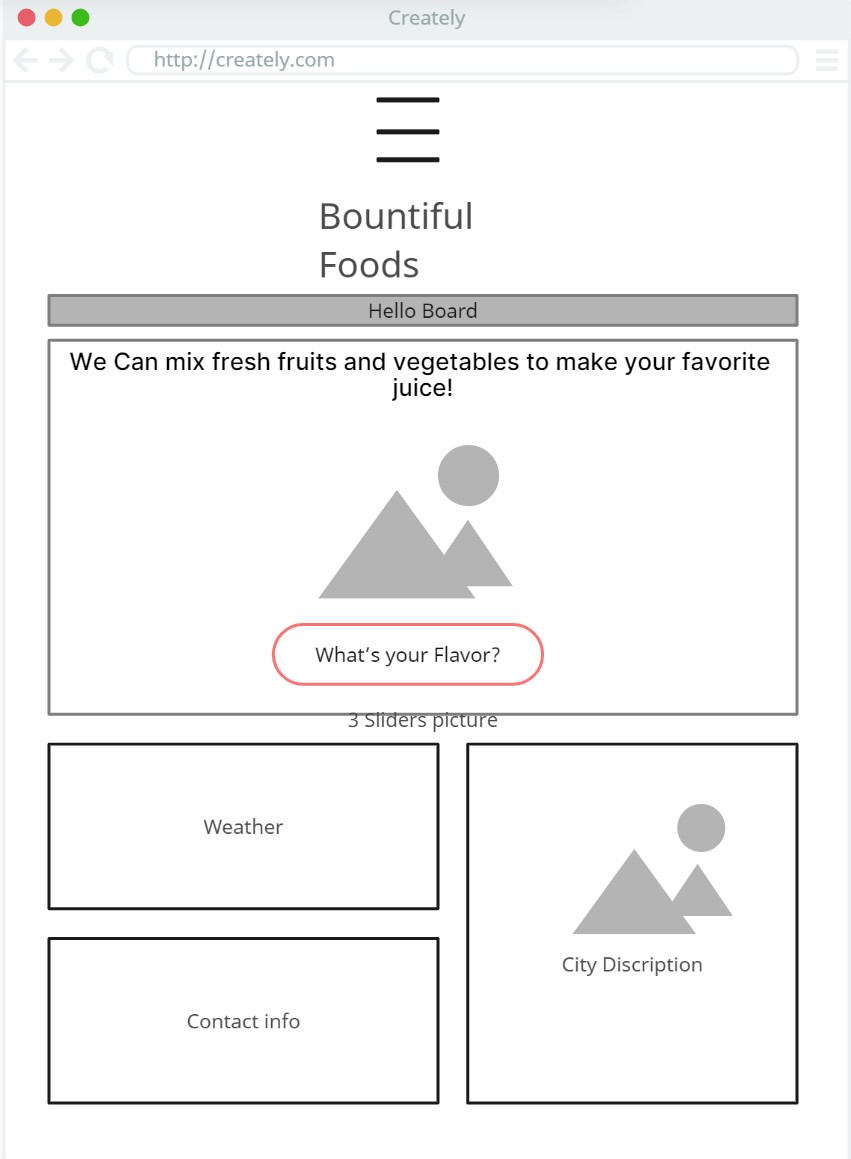 Creately
http://creately.com
Bountiful
Foods
Hello Board
We Can mix fresh fruits and vegetables to make your favorite
juice!
What's your Flavor?
3 Sliders picture
Weather
City Discription
Contact info